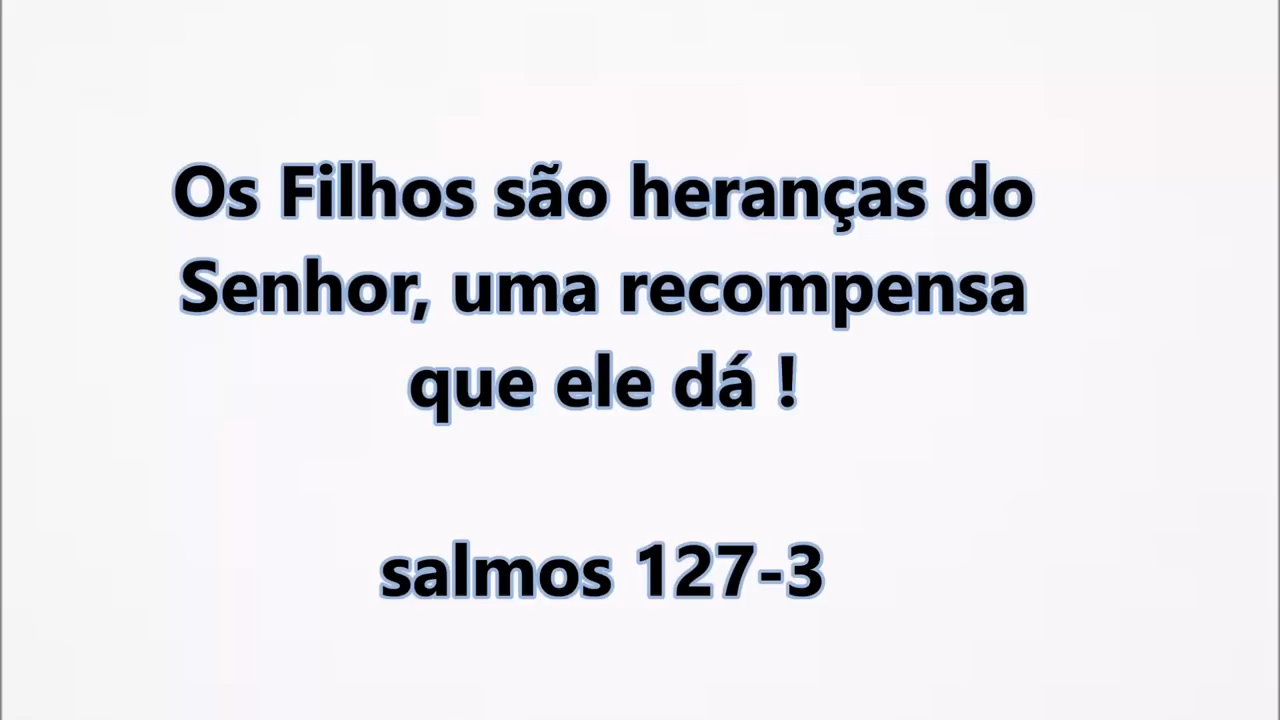 Os Filhos são heranças do
Senhor, uma recompensa
que ele dá !
salmos 127-3